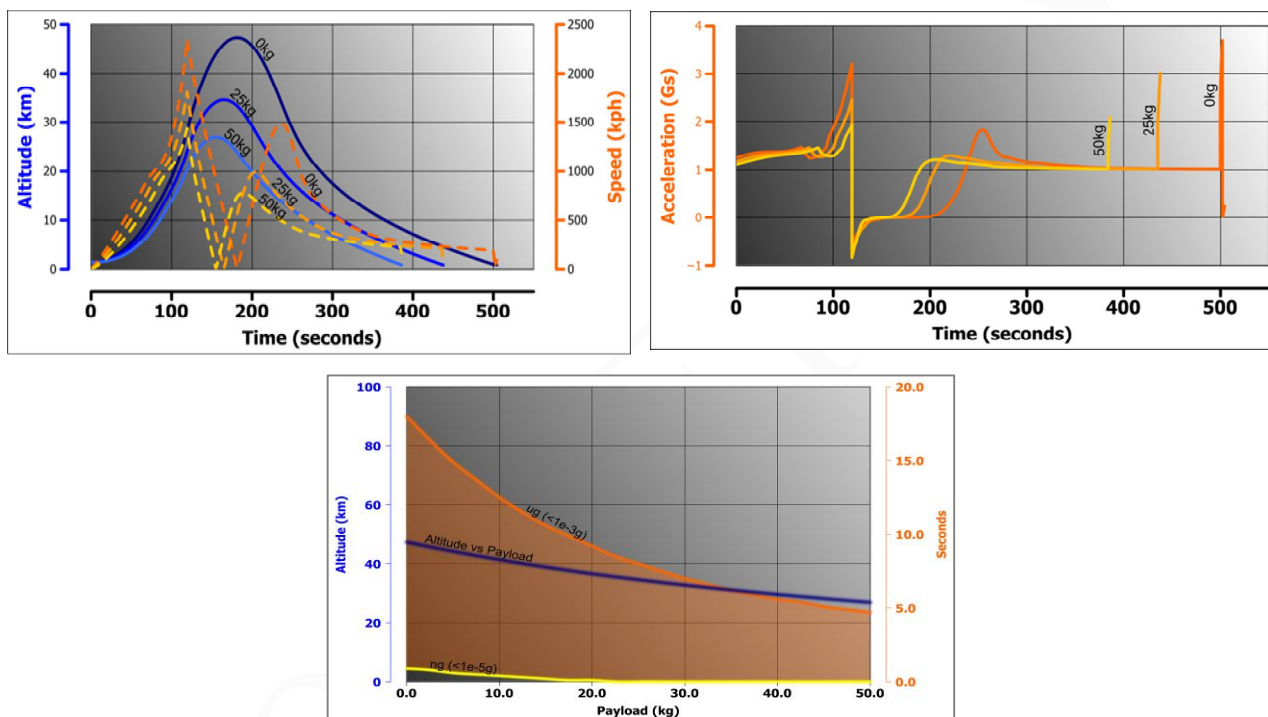 50
40
30
20
10
0
Altitude (km)
2500
2000
1500
1000
500
0
Speed (kph)
0kg
25kg
50kg
0kg
25kg
50kg
0
100
200
300
400
500
Time (seconds)
4
3
2
1
0
−1
Acceleration (Gs)
50kg
25kg
0kg
0
100
200
300
400
500
Time (seconds)
100
80
60
40
20
0
Altitude (km)
20.0
15.0
10.0
5.0
0.0
Seconds
ug (<1e-3g)
Altitude vs Payload
ng (<1e-5g)
0.0
10.0
20.0
30.0
40.0
50.0
Payload (kg)